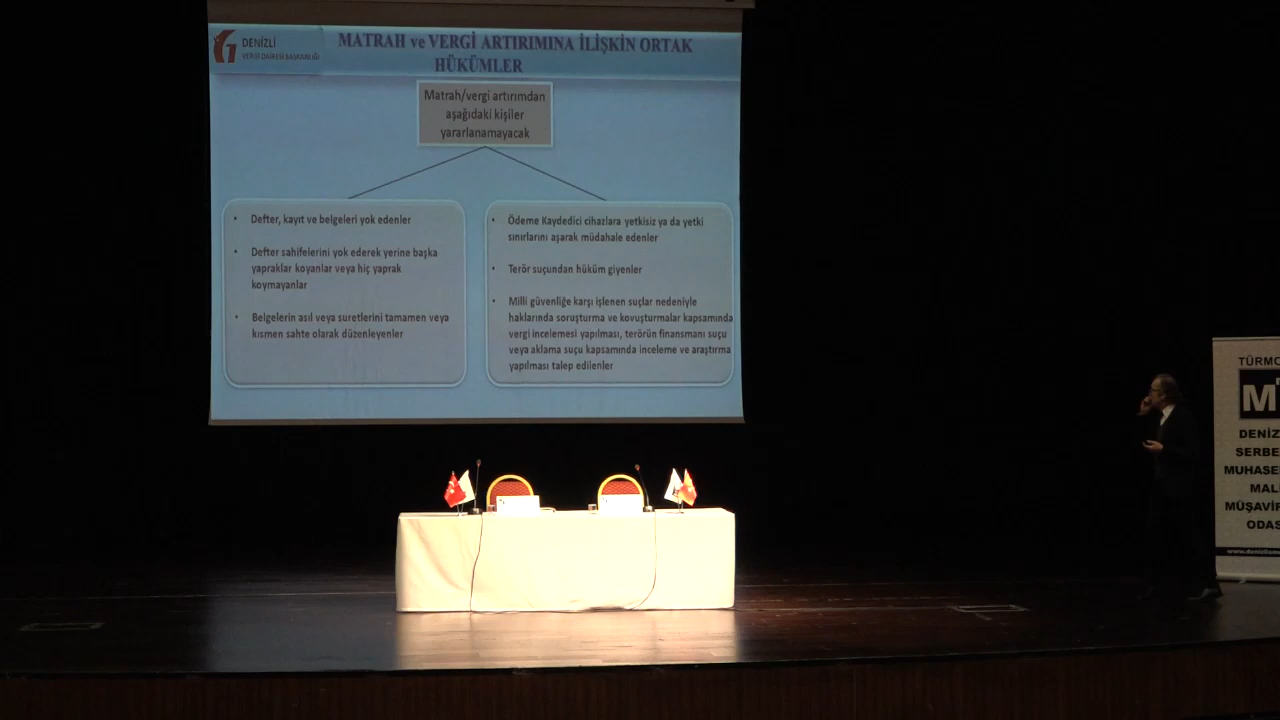 DENİZLİ
VERGİ DAİRESİ BAŞKANLIĞI
MATRAH ve VERGİ ARTIRIMINA İLİŞKİN ORTAK
HÜKÜMLER
Matrah/vergi artırımdan
aşağıdaki kişiler
yararlanamayacak
• Defter, kayıt ve belgeleri yok edenler
• Defter sahifelerini yok ederek yerine başka
yapraklar koyanlar veya hiç yaprak
koymayanlar
• Belgelerin asıl veya suretlerini tamamen veya
kısmen sahte olarak düzenleyenler
• Ödeme Kaydedici cihazlara yetkisiz ya da yetki
sınırlarını aşarak müdahale edenler
• Terör suçundan hüküm giyenler
• Milli güvenliğe karşı işlenen suçlar nedeniyle
haklarında soruşturma ve kovuşturmalar kapsamında
vergi incelemesi yapılması, terörün finansmanı suçu
veya aklama suçu kapsamında inceleme ve araştırma
yapılması talep edilenler
TÜRMO
M
DENİZ
SERBE
MUHASE
MAL
MÜŞAVİR
ODAS